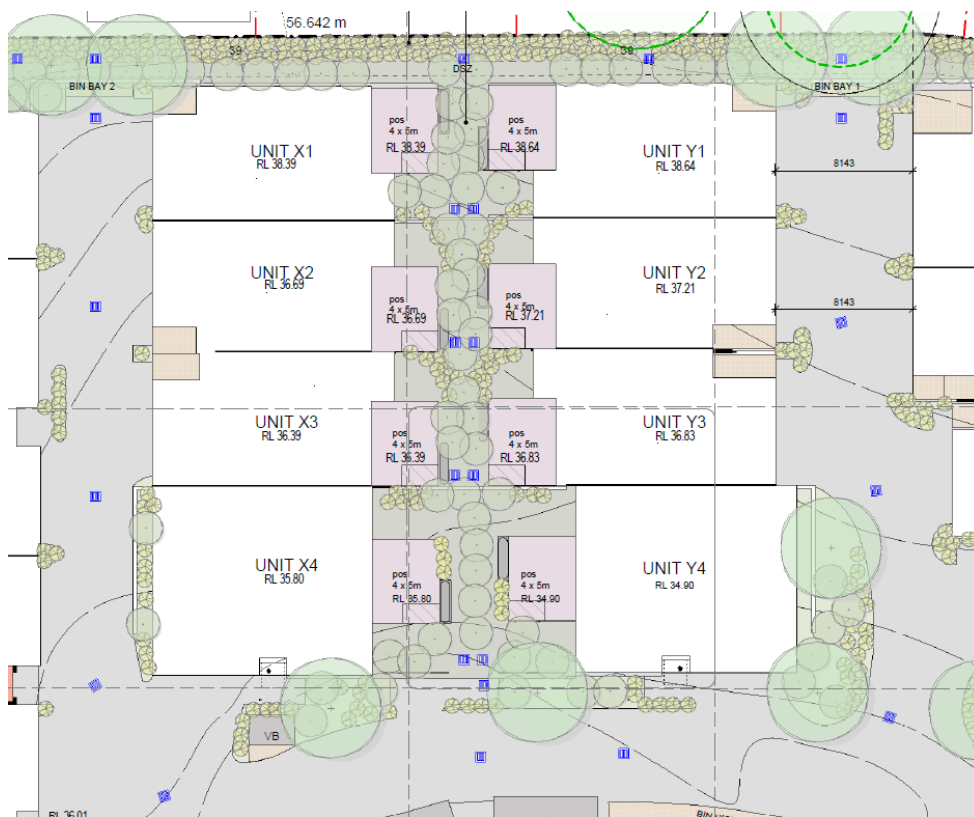 56.642 m
39
39
DSZ
BIN BAY 2
BIN BAY 1
pos
4 x 5m
RL 38.39
pos
4 x 5m
RL 38.64
UNIT X1
RL 38.39
UNIT Y1
RL 38.64
8143
UNIT X2
RL 36.69
pos
4 x 5m
RL 36.69
pos
4 x 5m
RL 37.21
UNIT Y2
RL 37.21
8143
UNIT X3
RL 36.39
pos
4 x 5m
RL 36.39
pos
4 x 5m
RL 36.83
UNIT Y3
RL 36.83
UNIT X4
RL 35.80
pos
4 x 5m
RL 35.80
pos
4 x 5m
RL 34.90
UNIT Y4
RL 34.90
VB
RL 36.01